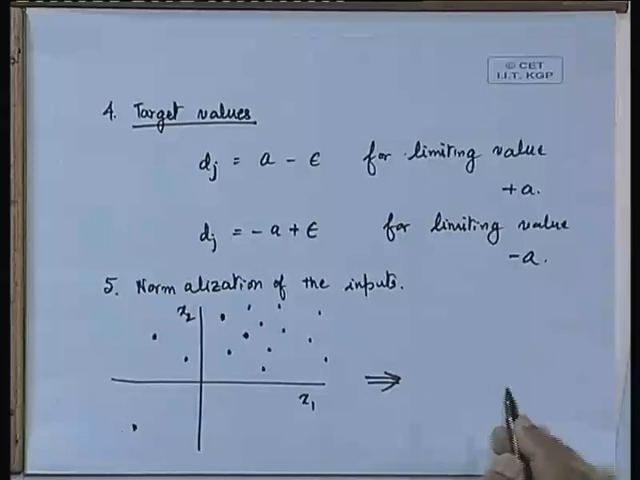 © CET
I.I.T. KGP
4. Target values
dj = a - ϵ for limiting value
+a.
dj = -a + ϵ for limiting value
-a.
5. Normalization of the inputs.
x2
x1